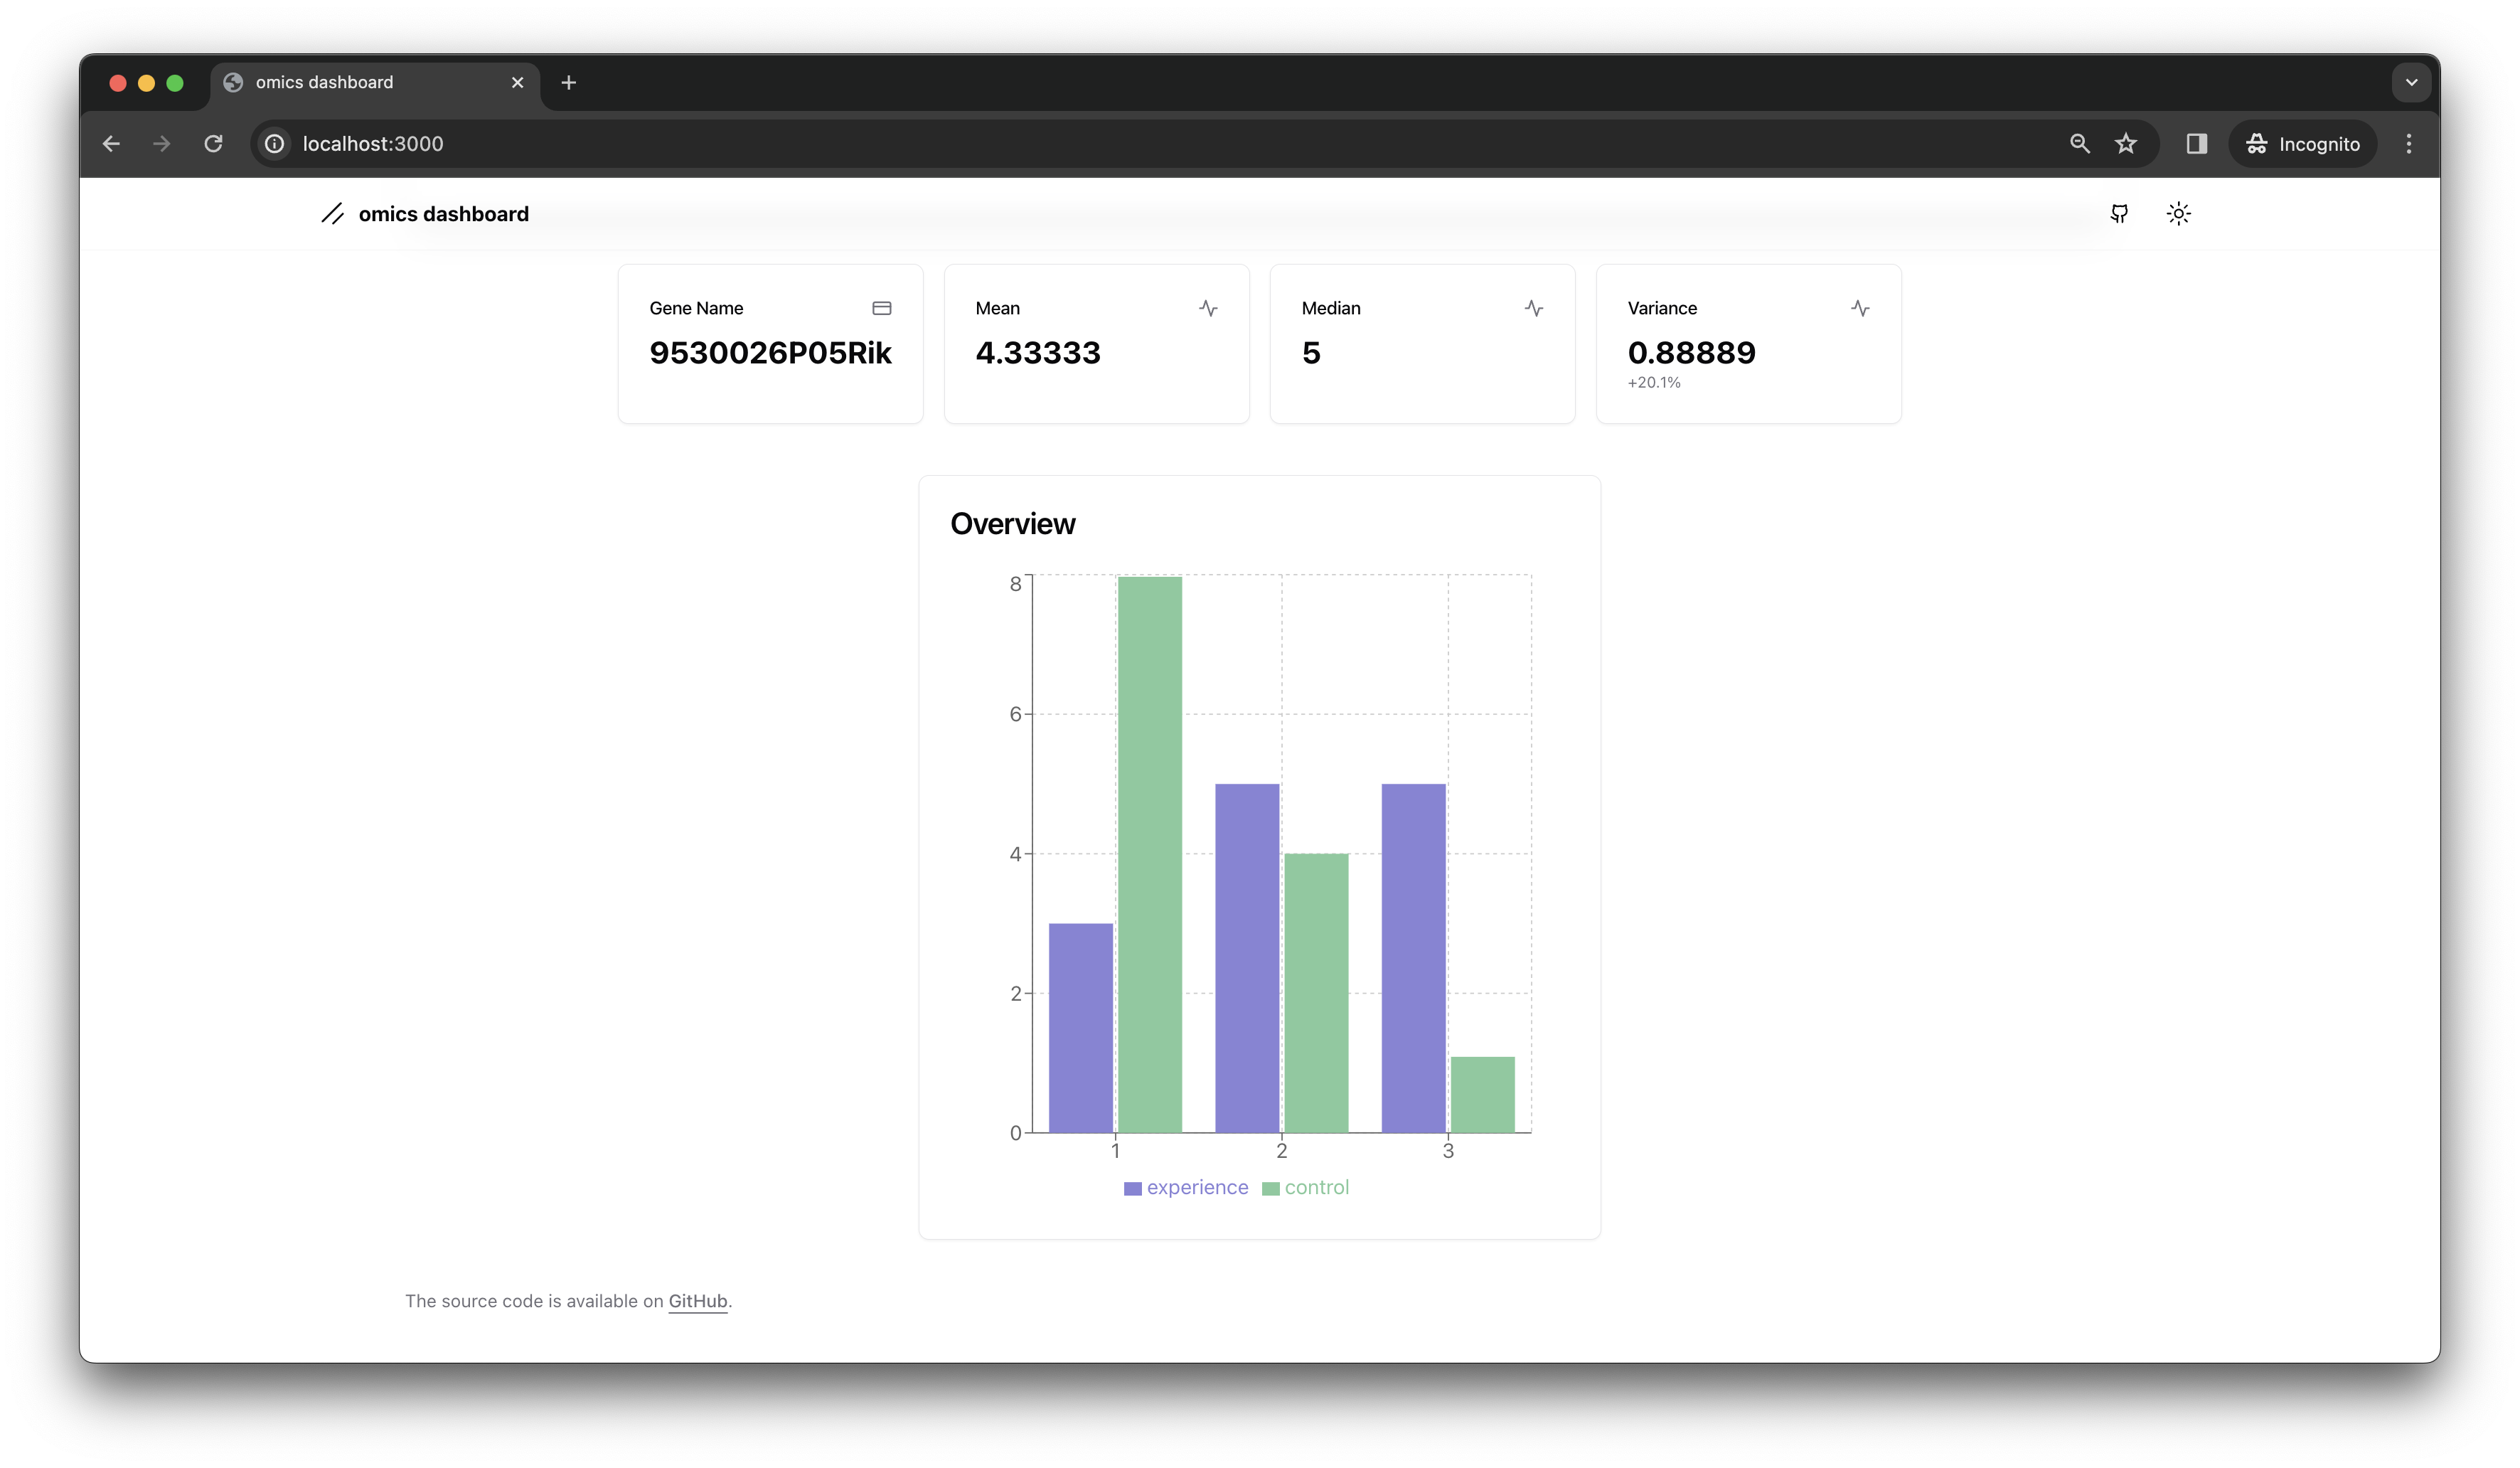 omics dashboard
localhost:3000
Incognito
omics dashboard
Gene Name
9530026P05Rik
Mean
4.33333
Median
5
Variance
0.88889
+20.1%
Overview
8
6
4
2
0
1 2 3
experience control
The source code is available on GitHub.